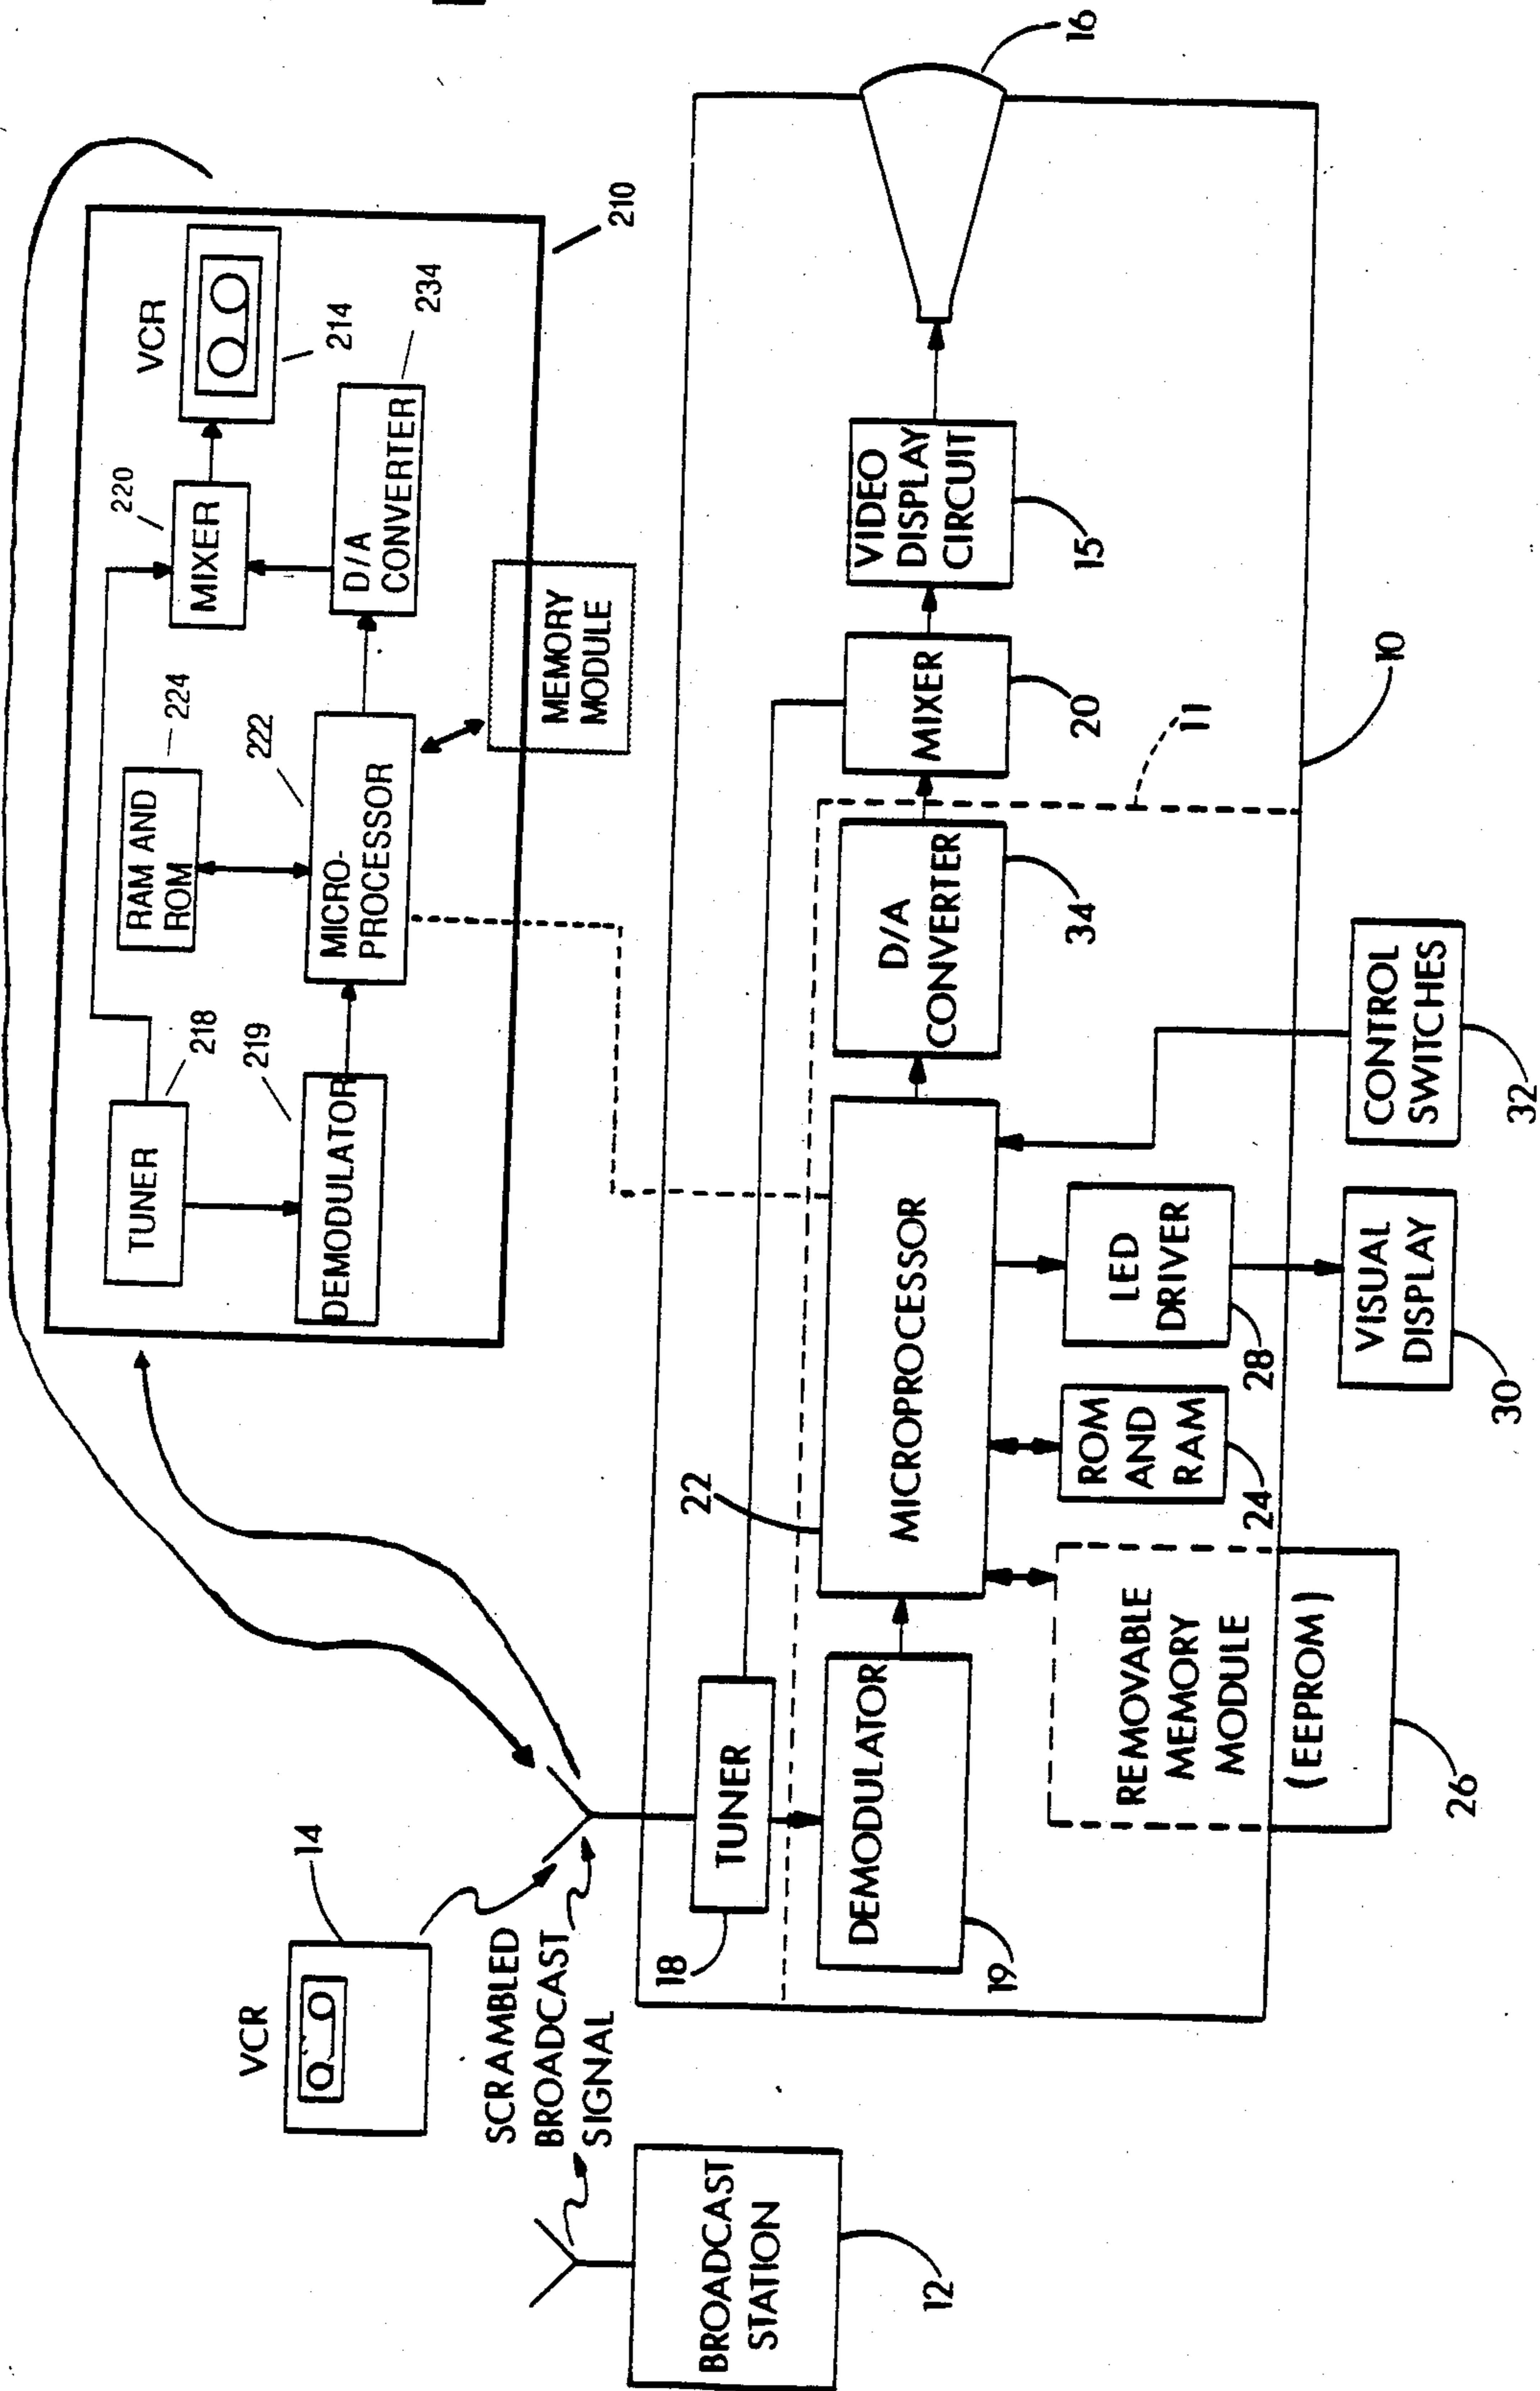 VCR
214
210
220
MIXER
D/A
CONVERTER
234
RAM AND
ROM
224
222
MICRO-
PROCESSOR
MEMORY
MODULE
TUNER
218
219
DEMODULATOR
VCR
14
SCRAMBLED
BROADCAST
SIGNAL
BROADCAST
STATION
12
18
TUNER
DEMODULATOR
19
22
MICROPROCESSOR
D/A
CONVERTER
34
MIXER
20
11
VIDEO
DISPLAY
CIRCUIT
15
16
10
REMOVABLE
MEMORY
MODULE
(EEPROM)
26
ROM
AND
RAM
24
LED
DRIVER
28
VISUAL
DISPLAY
30
CONTROL
SWITCHES
32